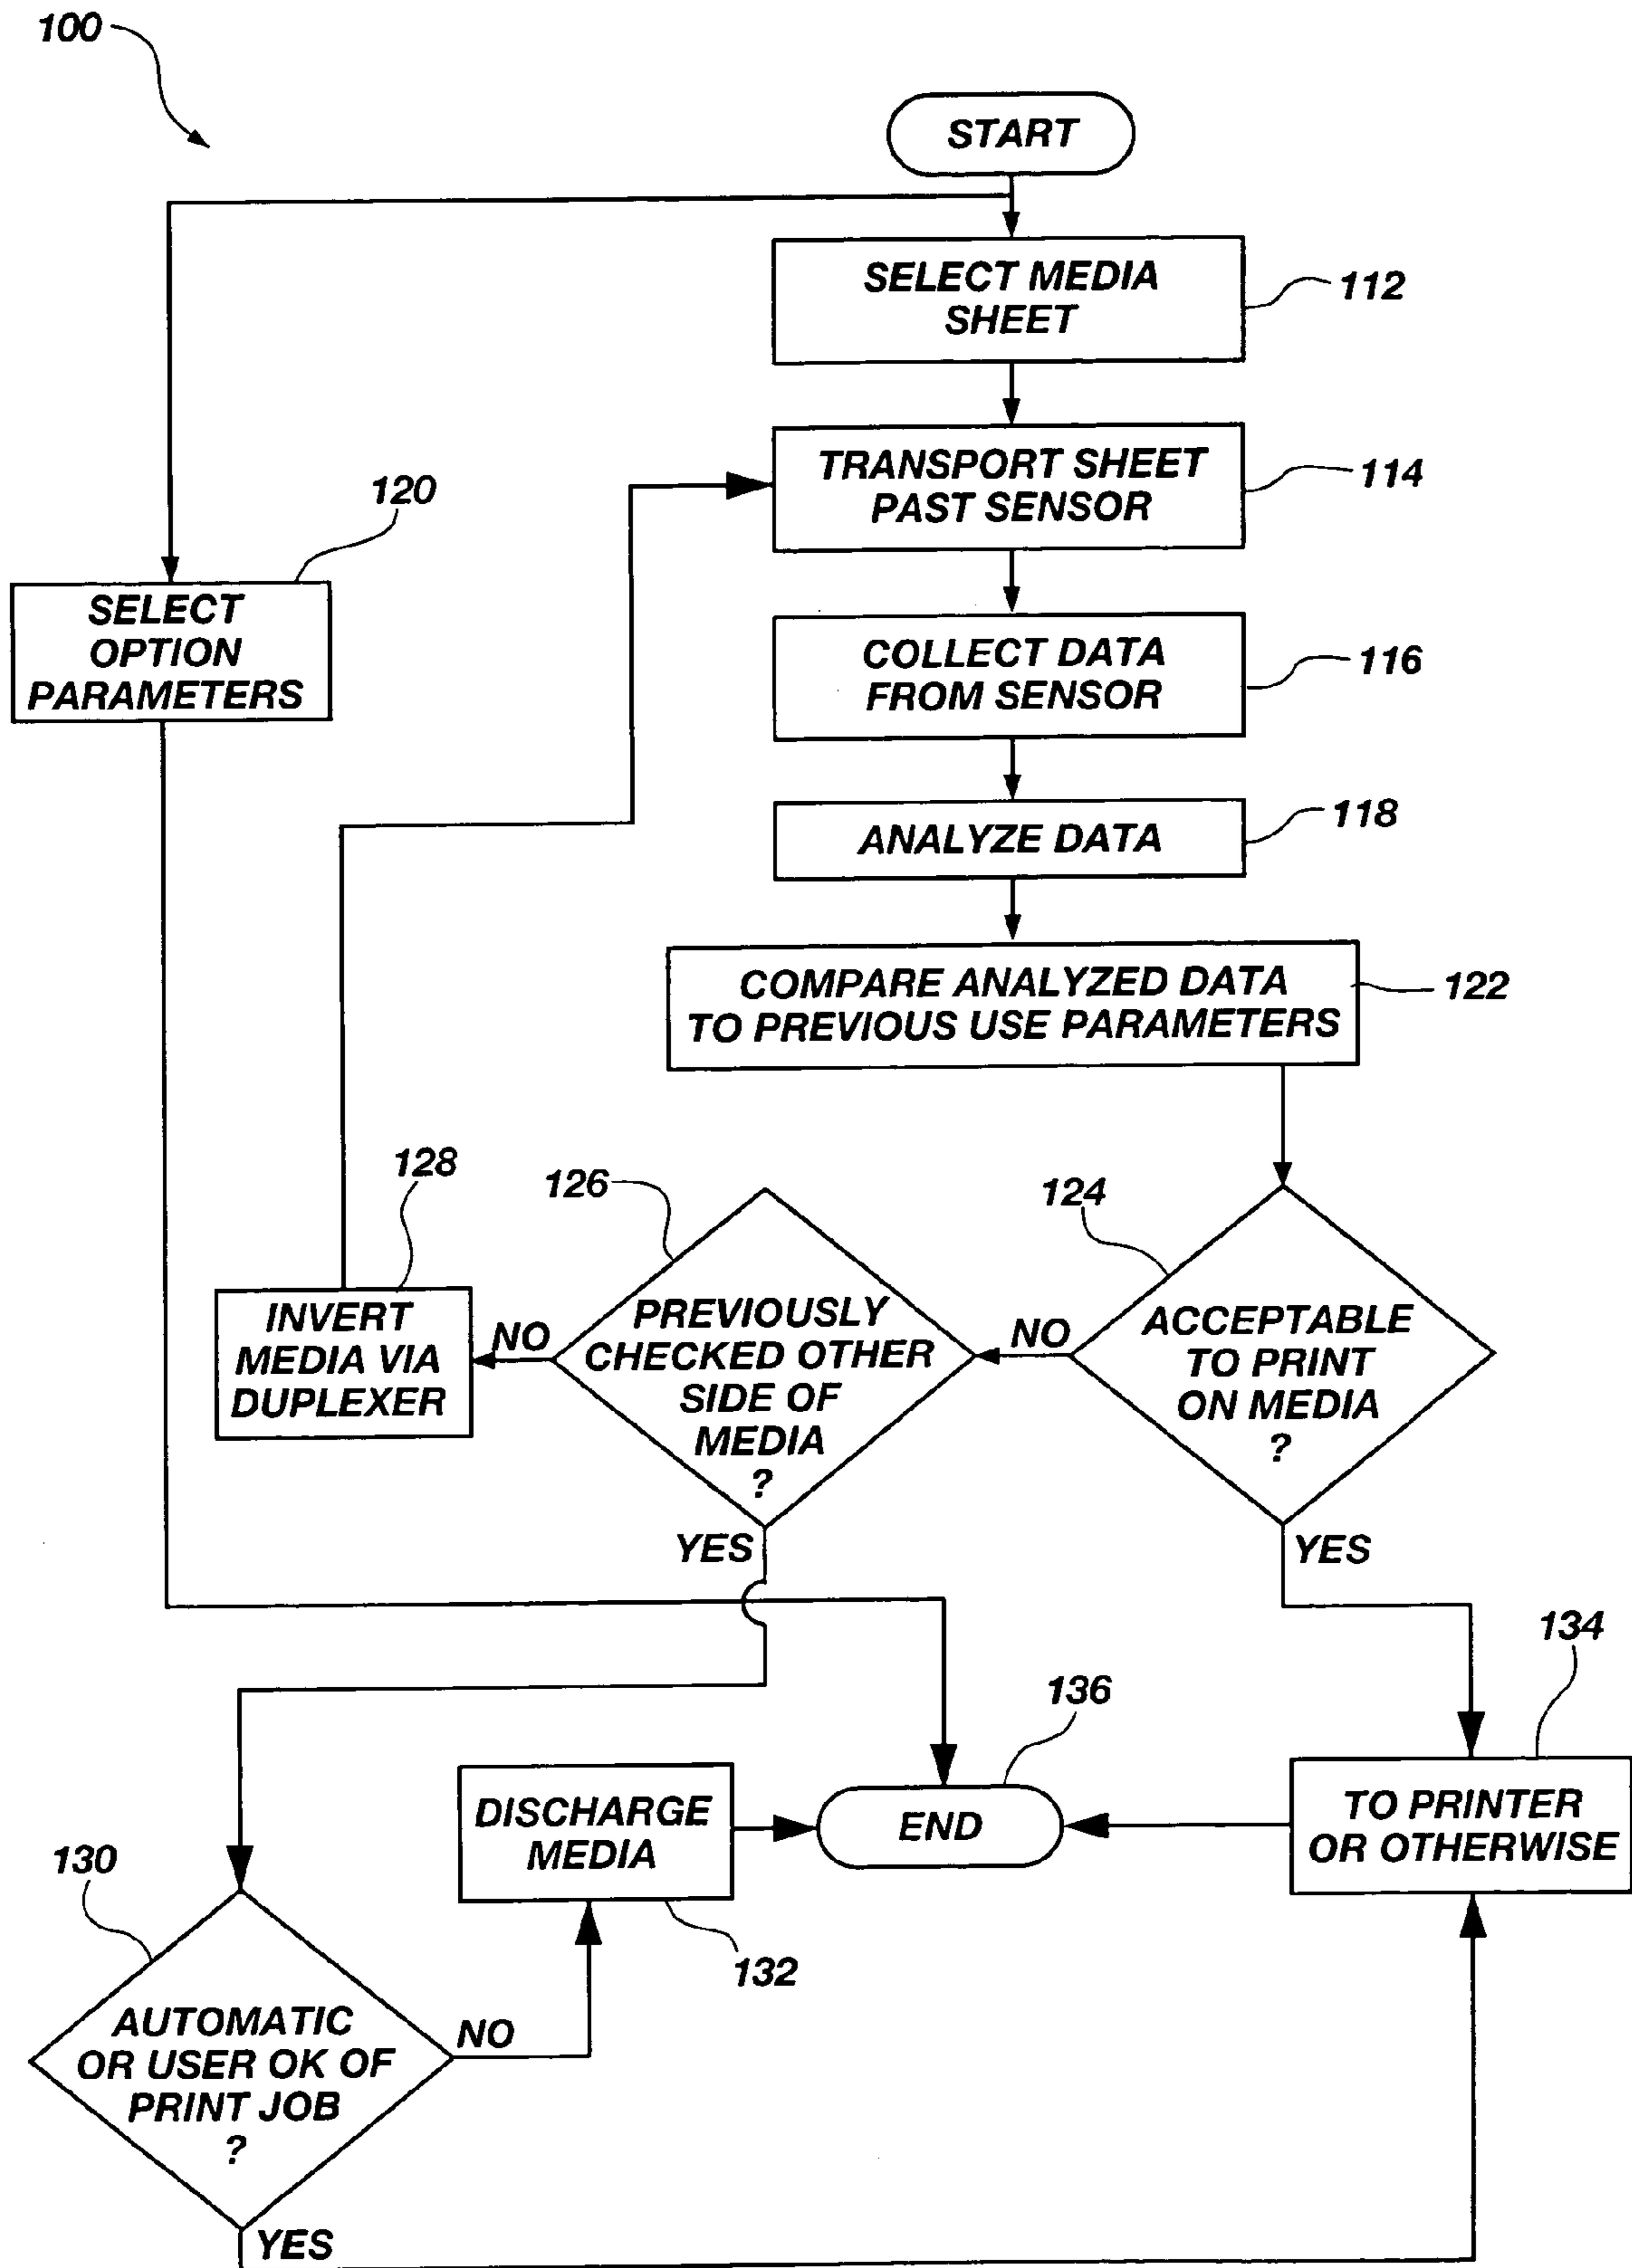 100
START
SELECT MEDIA
SHEET
112
TRANSPORT SHEET
PAST SENSOR
114
120
SELECT
OPTION
PARAMETERS
COLLECT DATA
FROM SENSOR
116
ANALYZE DATA
118
COMPARE ANALYZED DATA
TO PREVIOUS USE PARAMETERS
122
128
126
124
INVERT
MEDIA VIA
DUPLEXER
NO
PREVIOUSLY
CHECKED OTHER
SIDE OF
MEDIA
?
NO
ACCEPTABLE
TO PRINT
ON MEDIA
?
YES
YES
134
136
DISCHARGE
MEDIA
END
TO PRINTER
OR OTHERWISE
130
132
AUTOMATIC
OR USER OK OF
PRINT JOB
?
NO
YES